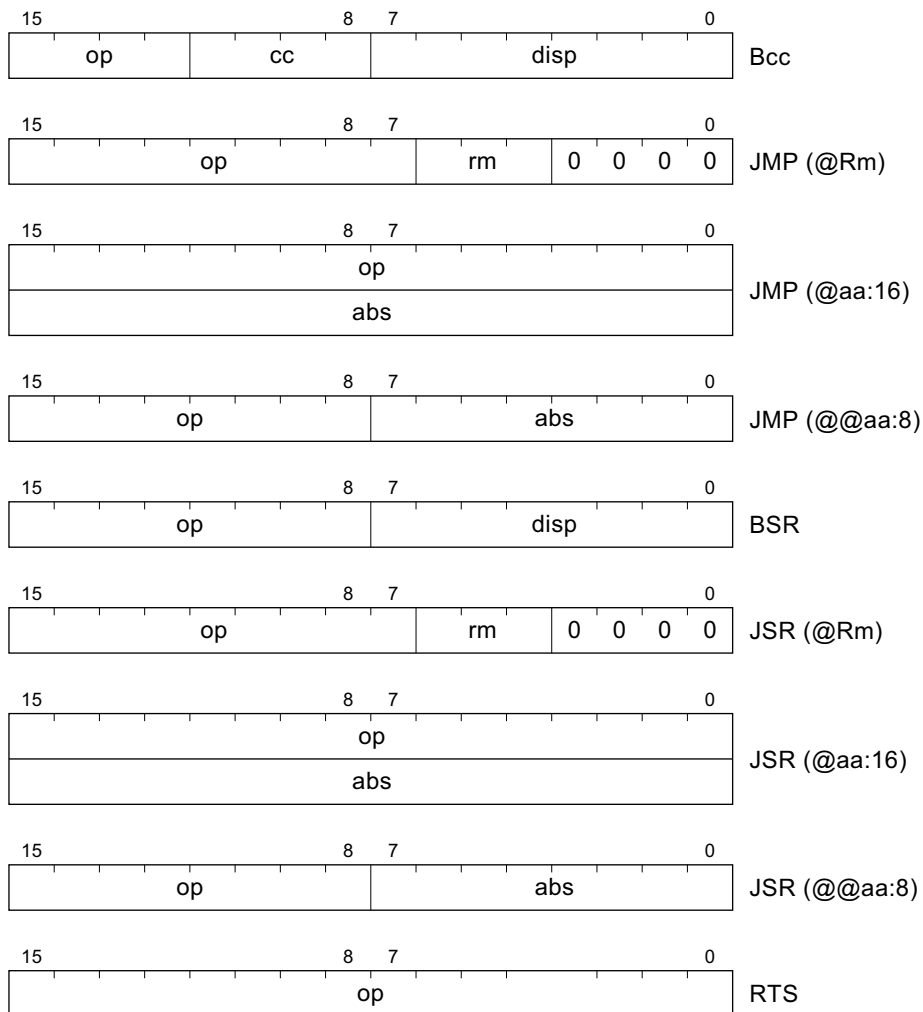 15 8 7 0
op cc disp Bcc
15 8 7 0
op rm 0 0 0 0 JMP (@Rm)
15 8 7 0
op
JMP (@aa:16)
abs
15 8 7 0
op abs JMP (@@aa:8)
15 8 7 0
op disp BSR
15 8 7 0
op rm 0 0 0 0 JSR (@Rm)
15 8 7 0
op
JSR (@aa:16)
abs
15 8 7 0
op abs JSR (@@aa:8)
15 8 7 0
op RTS